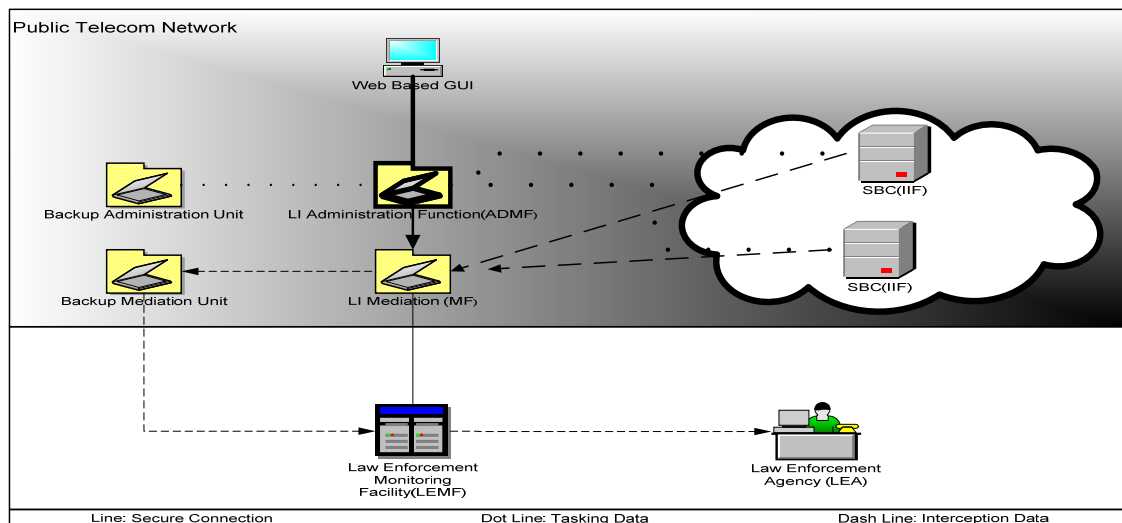 Public Telecom Network
Web Based GUI
Backup Administration Unit
LI Administration Function(ADMF)
SBC(IIF)
Backup Mediation Unit
LI Mediation (MF)
SBC(IIF)
Law Enforcement
Monitoring
Facility(LEMF)
Law Enforcement
Agency (LEA)
Line: Secure Connection
Dot Line: Tasking Data
Dash Line: Interception Data